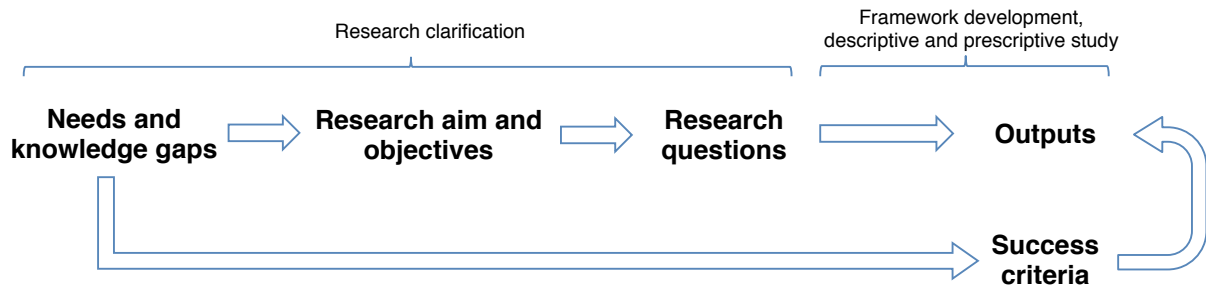 Research clarification
Framework development,
descriptive and prescriptive study
Needs and
knowledge gaps
Research aim and
objectives
Research
questions
Outputs
Success
criteria